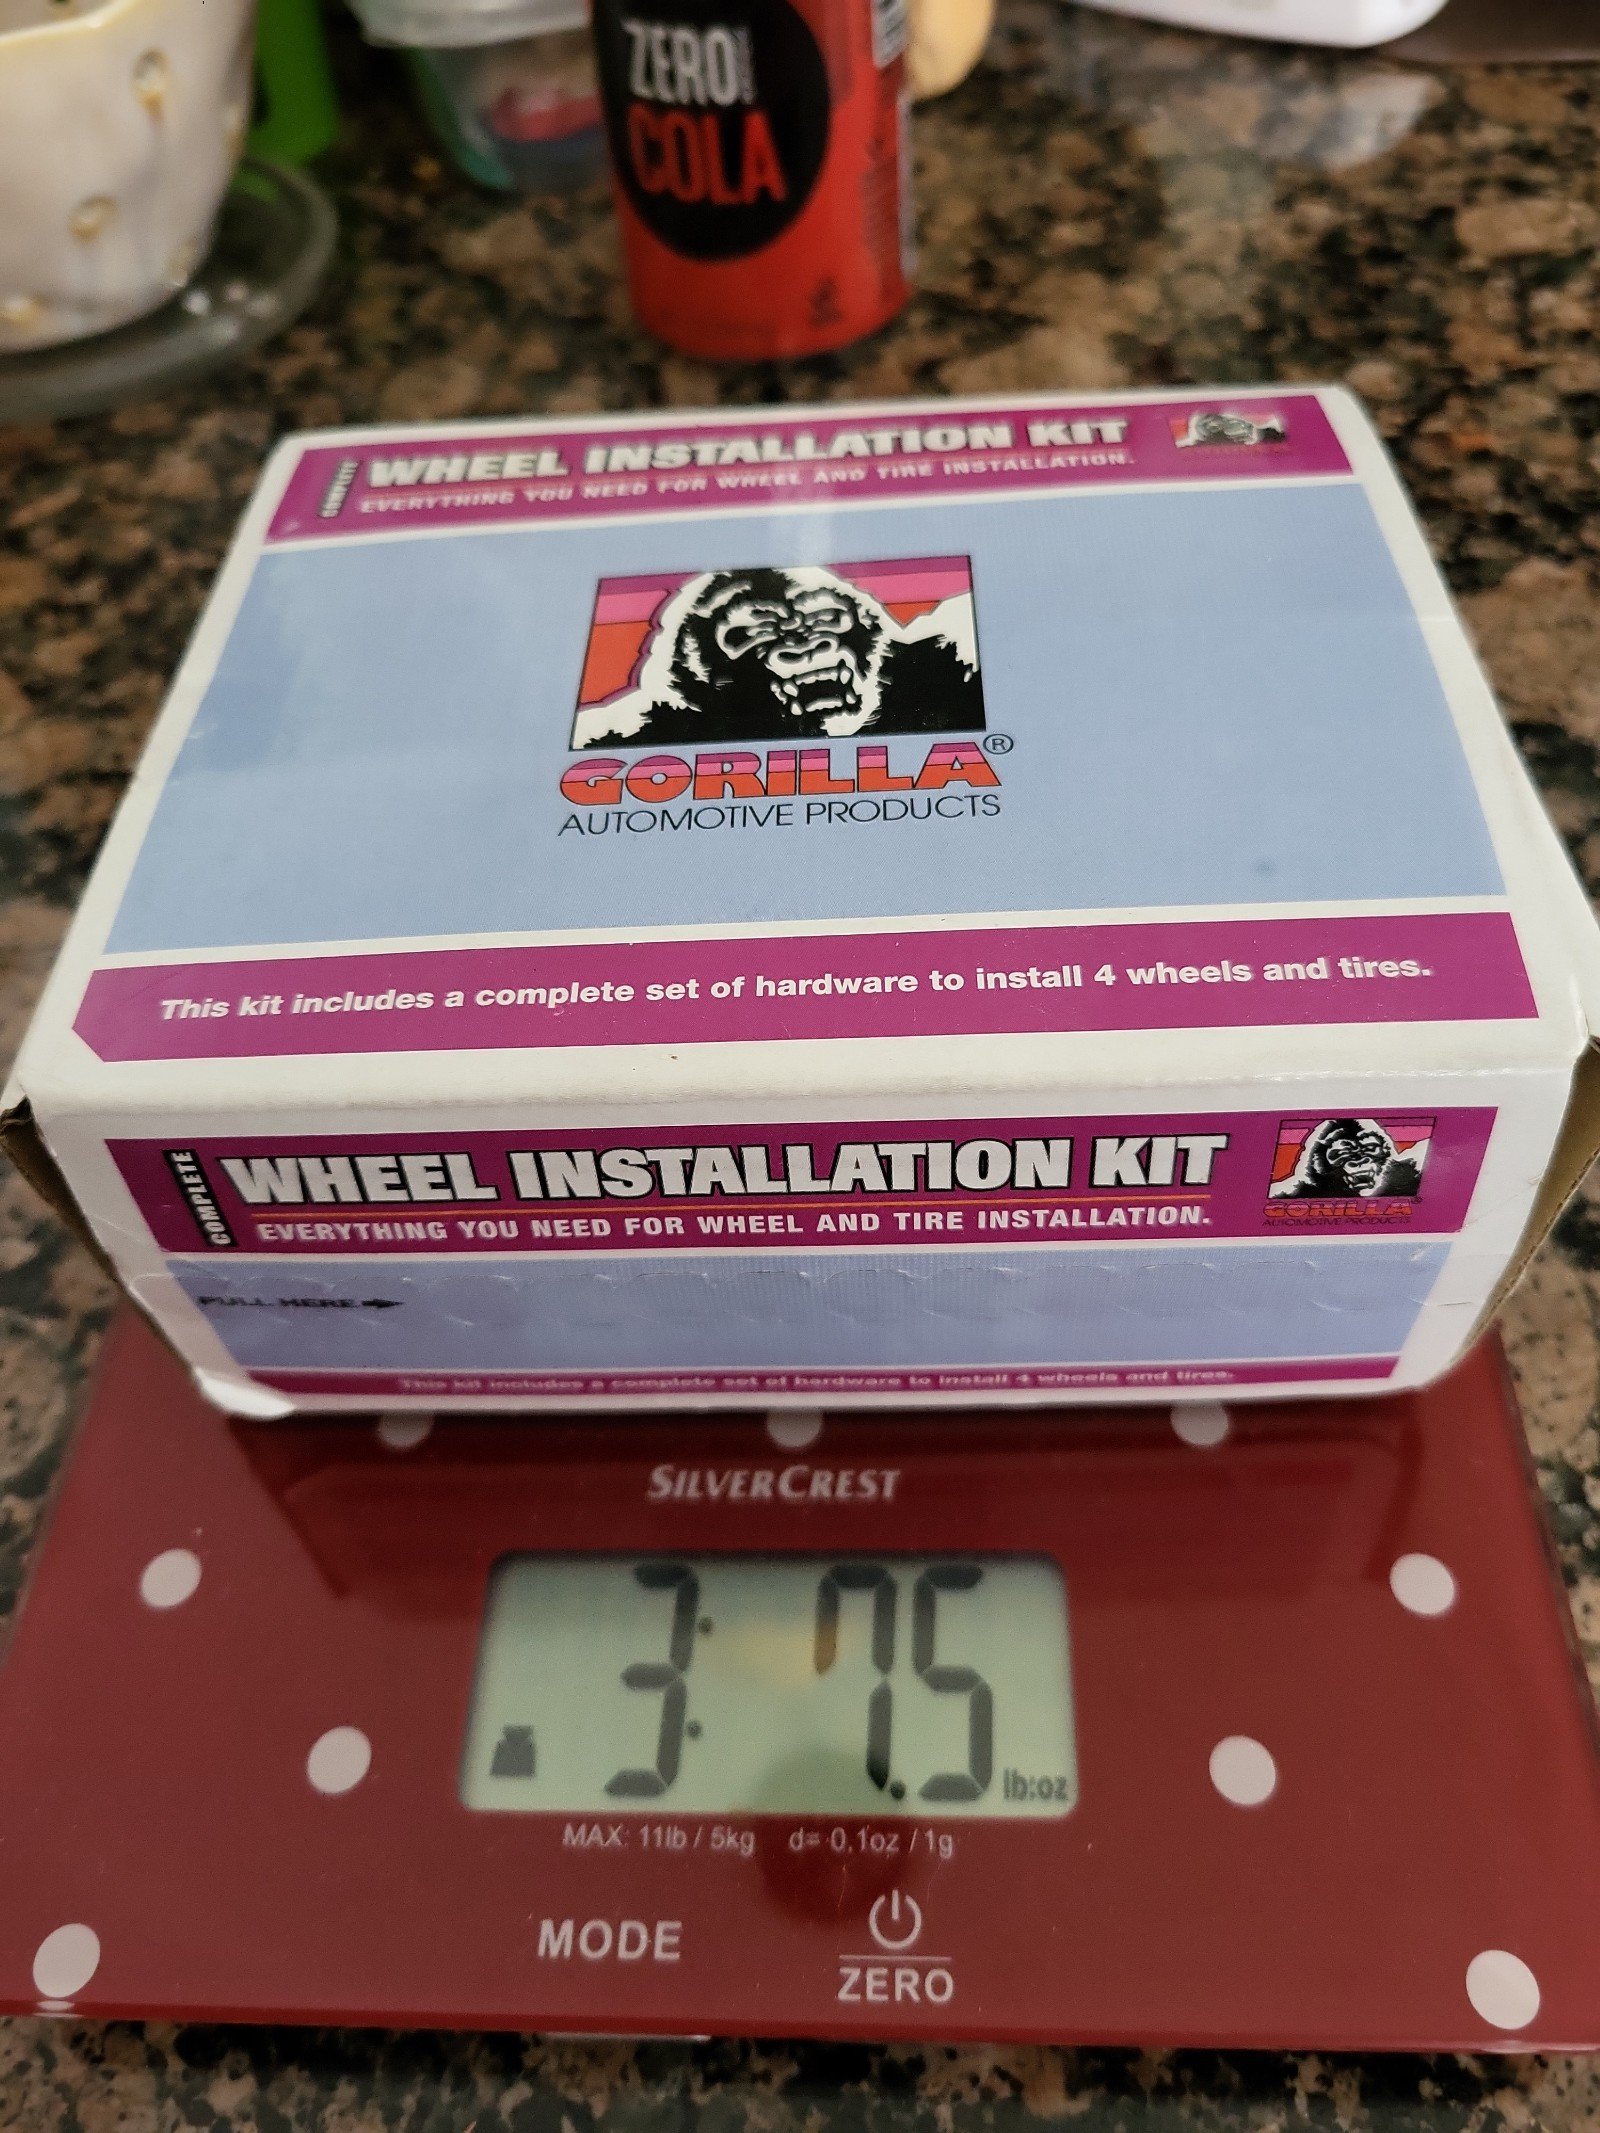 ZERO
COLA
COMPLETE
WHEEL INSTALLATION KIT
EVERYTHING YOU NEED FOR WHEEL AND TIRE INSTALLATION.
GORILLA®
AUTOMOTIVE PRODUCTS
This kit includes a complete set of hardware to install 4 wheels and tires.
COMPLETE
WHEEL INSTALLATION KIT
EVERYTHING YOU NEED FOR WHEEL AND TIRE INSTALLATION.
GORILLA
AUTOMOTIVE PRODUCTS
PULL HERE
This kit includes a complete set of hardware to install 4 wheels and tires.
SILVERCREST
3:7.5 lb:oz
MAX: 11lb / 5kg d= 0.1oz / 1g
MODE
ZERO